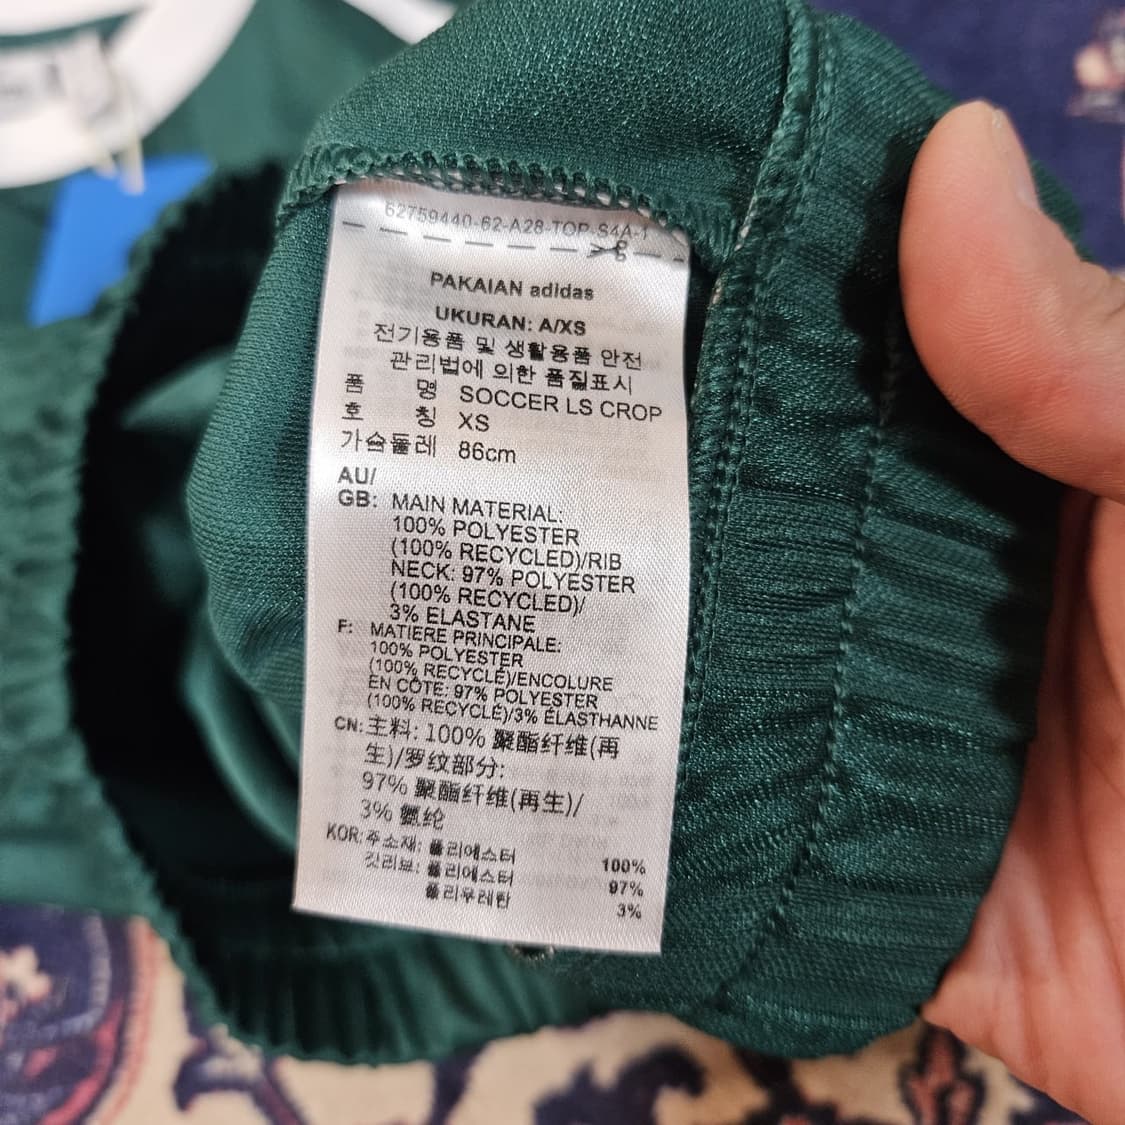 62759440-62-A28-TOP-S4A-1
PAKAIAN adidas
UKURAN: A/XS
전기용품 및 생활용품 안전
관리법에 의한 품질표시
품 명 SOCCER LS CROP
호 칭 XS
가슴둘레 86cm
AU/
GB: MAIN MATERIAL:
100% POLYESTER
(100% RECYCLED)/RIB
NECK: 97% POLYESTER
(100% RECYCLED)/
3% ELASTANE
F: MATIERE PRINCIPALE:
100% POLYESTER
(100% RECYCLÉ)/ENCOLURE
EN CÔTE: 97% POLYESTER
(100% RECYCLÉ)/3% ÉLASTHANNE
CN: 主料: 100% 聚酯纤维(再
生)/罗纹部分:
97% 聚酯纤维(再生)/
3% 氨纶
KOR: 주소재: 폴리에스터 100%
깃리브: 폴리에스터 97%
폴리우레탄 3%